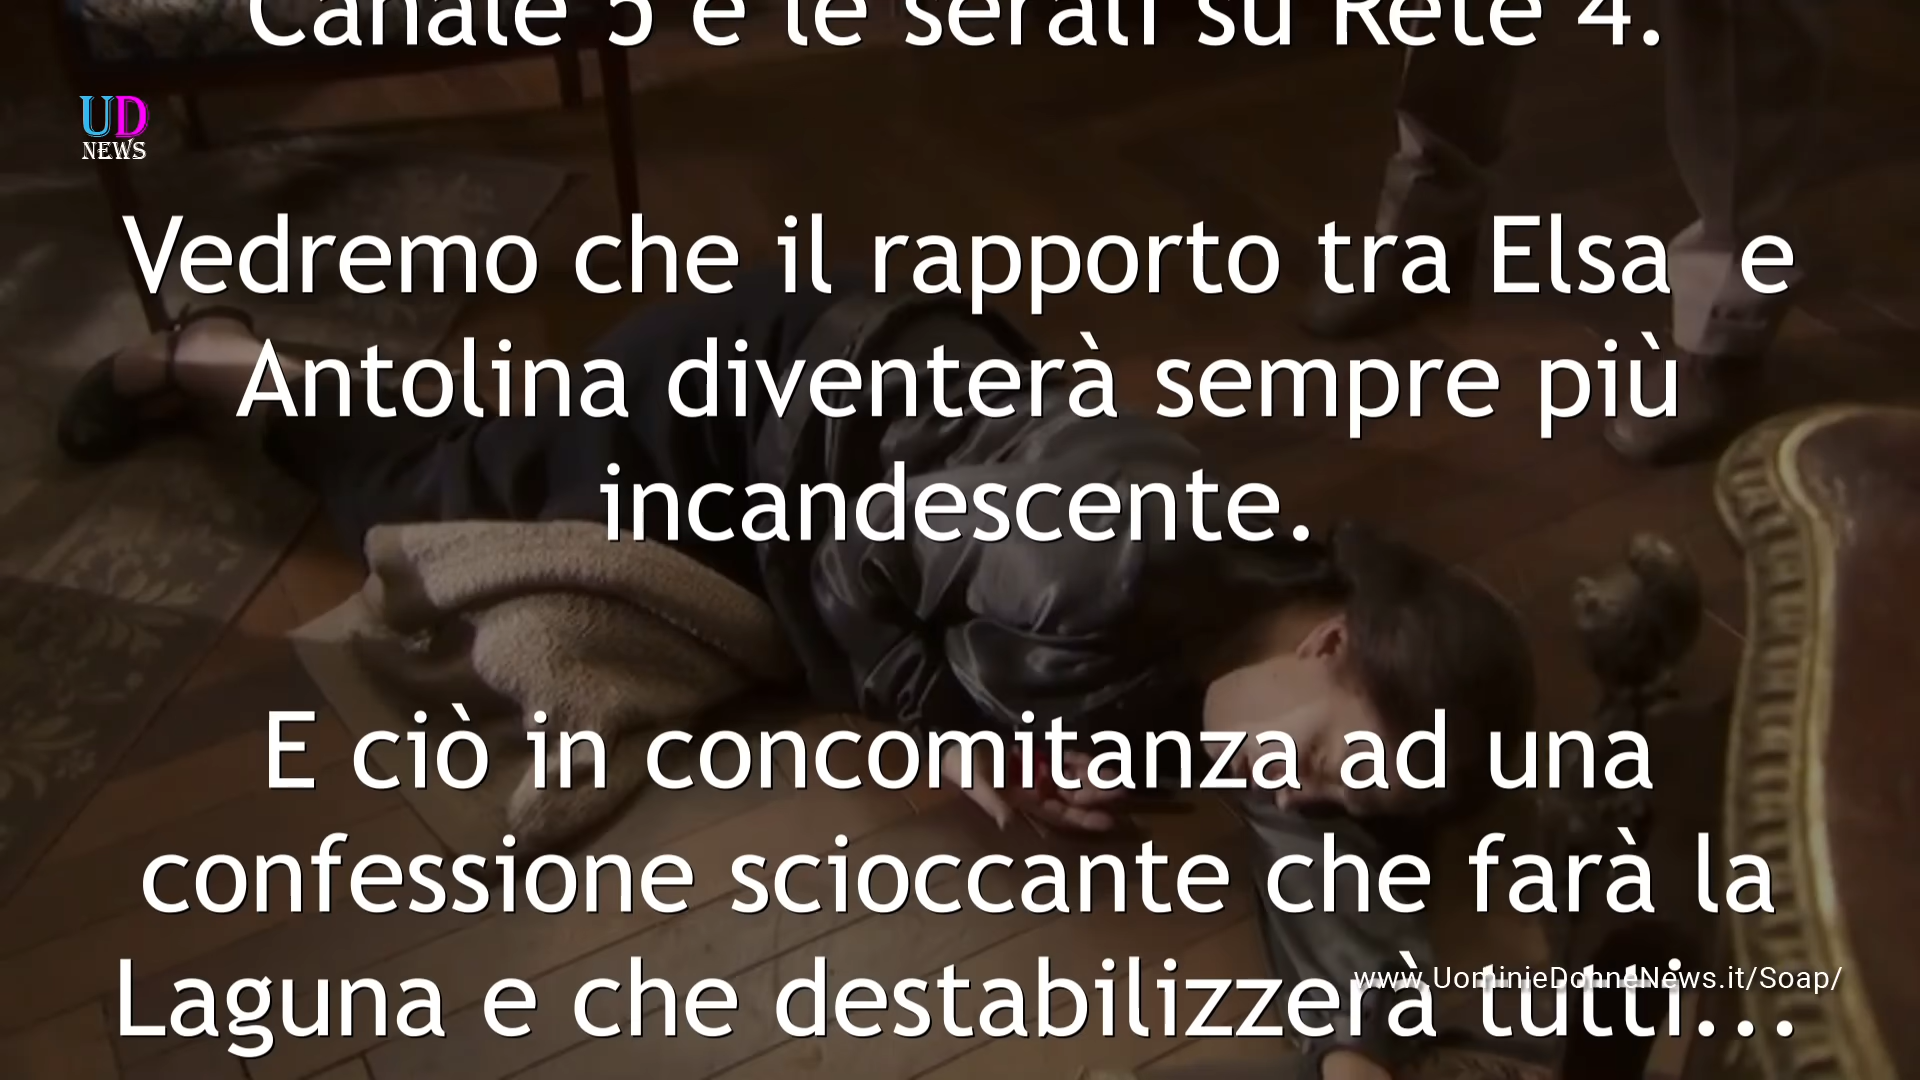 Canale 5 e le serali su Rete 4.
UD
NEWS
Vedremo che il rapporto tra Elsa e
Antolina diventerà sempre più
incandescente.
E ciò in concomitanza ad una
confessione scioccante che farà la
Laguna e che destabilizzerà tutti...
www.UominieDonneNews.it/Soap/